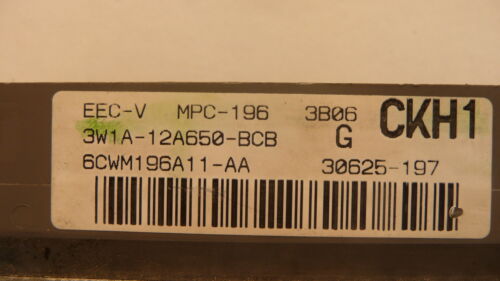 EEC-V MPC-196 3B06 CKH1
3W1A-12A650-BCB G
6CWM196A11-AA 30625-197